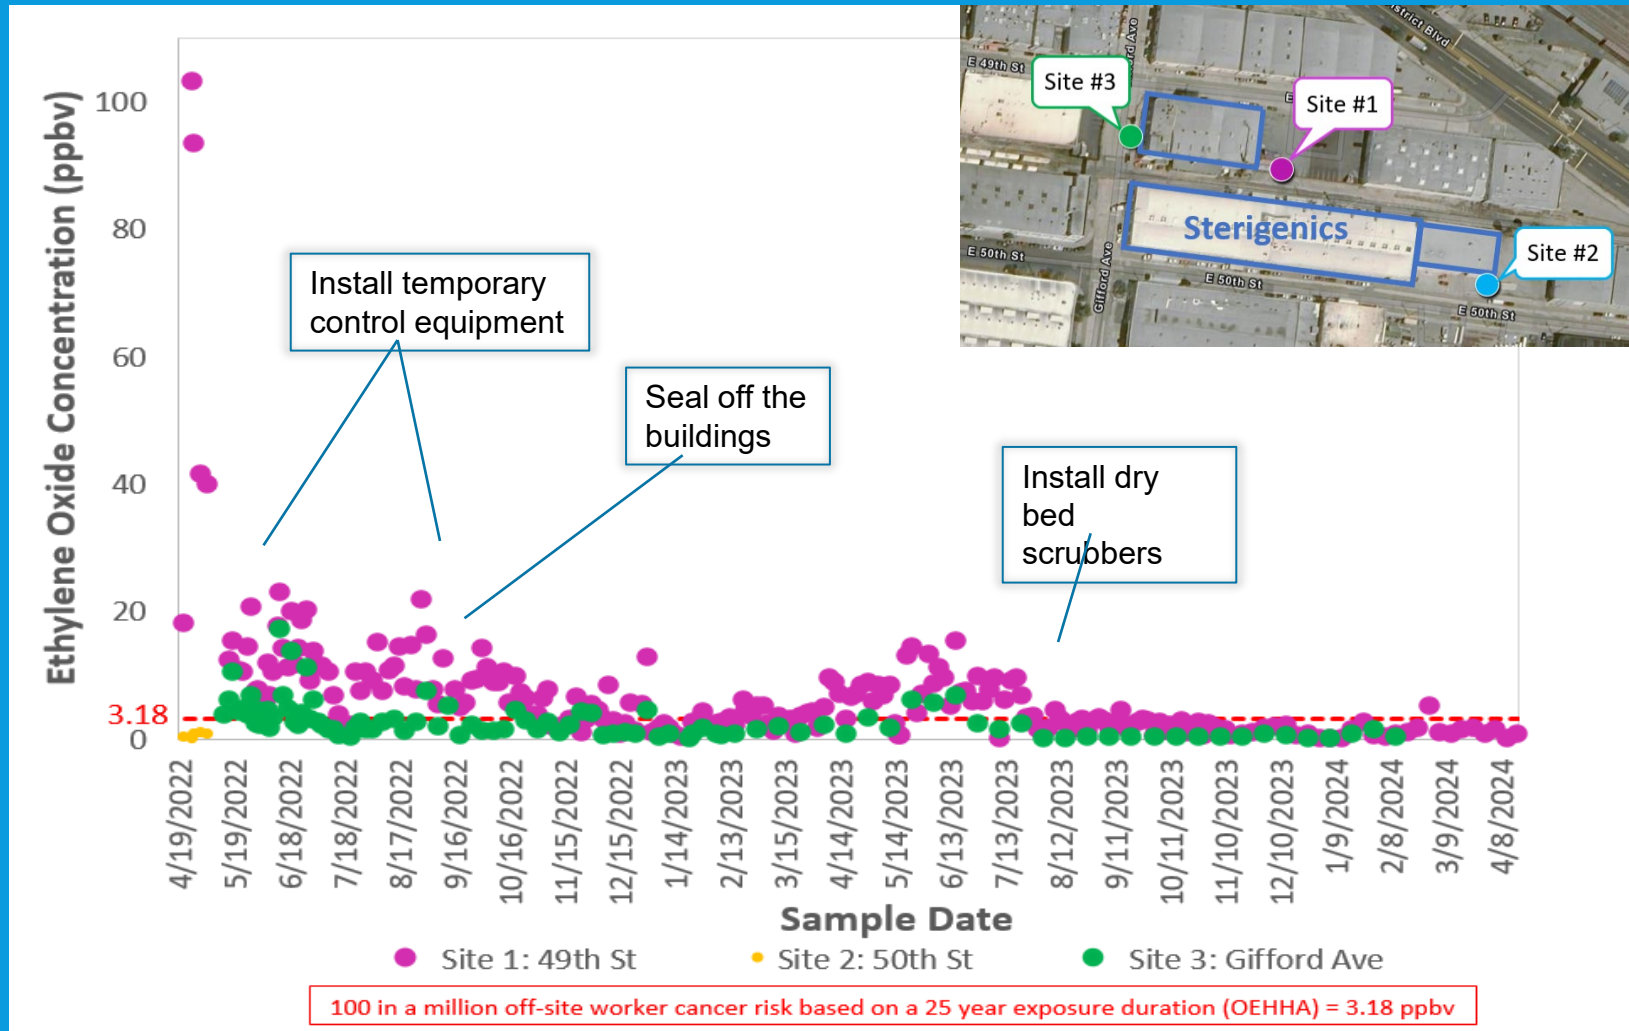 Ethylene Oxide Concentration (ppbv)
100
80
60
40
20
3.18
0
Install temporary
control equipment
Seal off the
buildings
Install dry
bed
scrubbers
E 49th St
Site #3
Site #1
Sterigenics
Site #2
E 50th St
Gifford Ave
E 50th St
E 50th St
4/19/2022
5/19/2022
6/18/2022
7/18/2022
8/17/2022
9/16/2022
10/16/2022
11/15/2022
12/15/2022
1/14/2023
2/13/2023
3/15/2023
4/14/2023
5/14/2023
6/13/2023
7/13/2023
8/12/2023
9/11/2023
10/11/2023
11/10/2023
12/10/2023
1/9/2024
2/8/2024
3/9/2024
4/8/2024
Sample Date
Site 1: 49th St
Site 2: 50th St
Site 3: Gifford Ave
100 in a million off-site worker cancer risk based on a 25 year exposure duration (OEHHA) = 3.18 ppbv